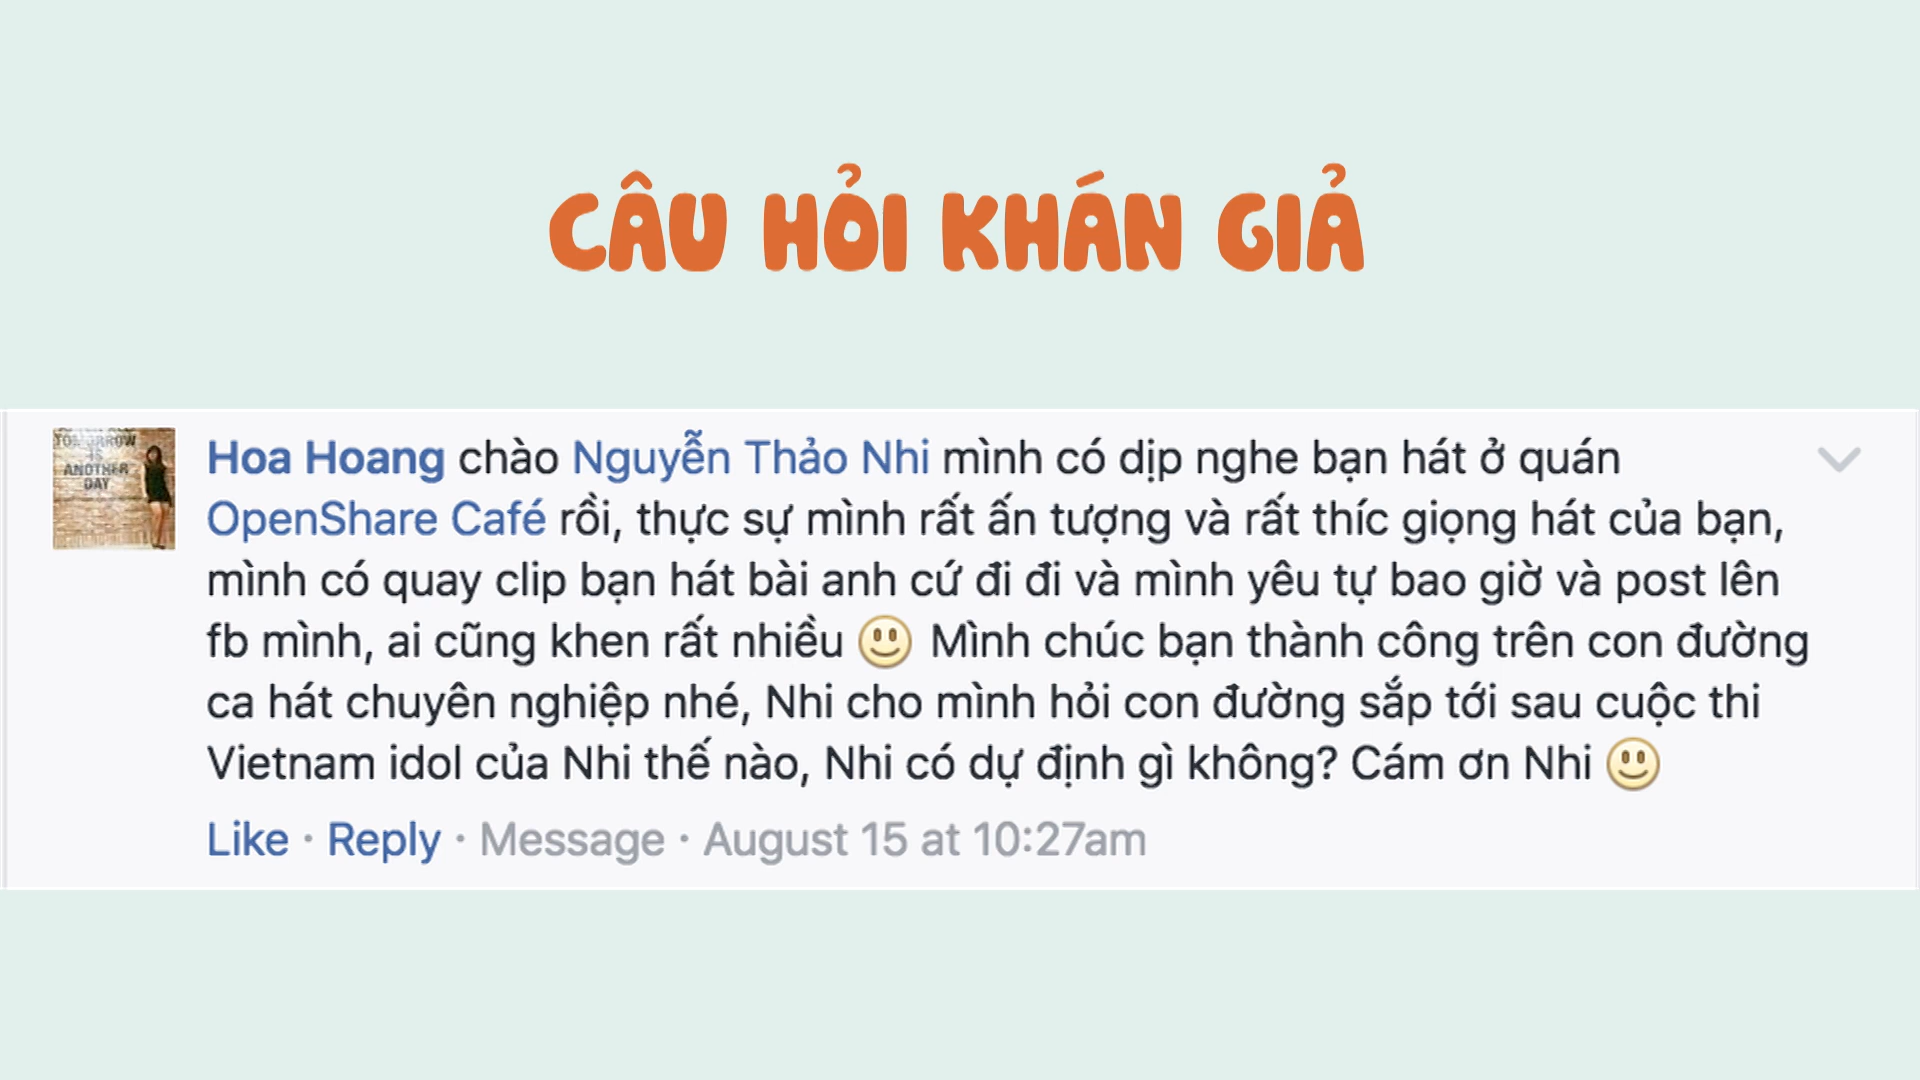 CÂU HỎI KHÁN GIẢ
TOMORROW
IS
ANOTHER
DAY
Hoa Hoang chào Nguyễn Thảo Nhi mình có dịp nghe bạn hát ở quán
OpenShare Café rồi, thực sự mình rất ấn tượng và rất thíc giọng hát của bạn,
mình có quay clip bạn hát bài anh cứ đi đi và mình yêu tự bao giờ và post lên
fb mình, ai cũng khen rất nhiều 🙂 Mình chúc bạn thành công trên con đường
ca hát chuyên nghiệp nhé, Nhi cho mình hỏi con đường sắp tới sau cuộc thi
Vietnam idol của Nhi thế nào, Nhi có dự định gì không? Cám ơn Nhi 🙂
Like · Reply · Message · August 15 at 10:27am